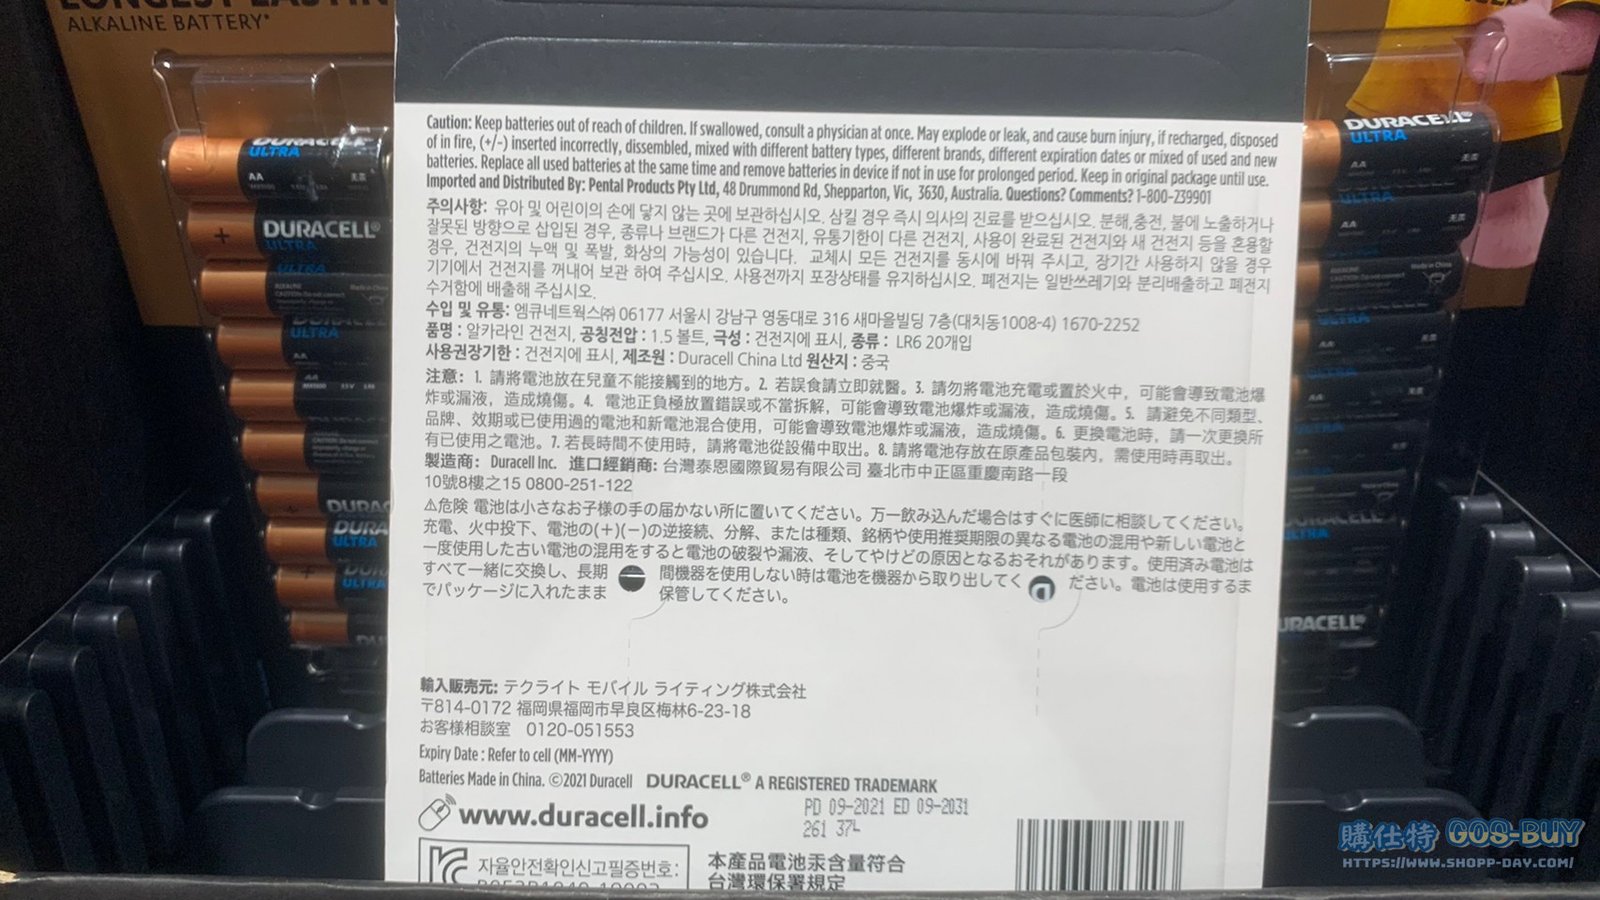 ALKALINE BATTERY*
Caution: Keep batteries out of reach of children. If swallowed, consult a physician at once. May explode or leak, and cause burn injury, if recharged, disposed
of in fire, (+/-) inserted incorrectly, dissembled, mixed with different battery types, different brands, different expiration dates or mixed of used and new
batteries. Replace all used batteries at the same time and remove batteries in device if not in use for prolonged period. Keep in original package until use.
Imported and Distributed By: Pental Products Pty Ltd, 48 Drummond Rd, Shepparton, Vic, 3630, Australia. Questions? Comments? 1-800-239901
주의사항: 유아 및 어린이의 손에 닿지 않는 곳에 보관하십시오. 삼킬 경우 즉시 의사의 진료를 받으십시오. 분해,충전, 불에 노출하거나
잘못된 방향으로 삽입된 경우, 종류나 브랜드가 다른 건전지, 유통기한이 다른 건전지, 사용이 완료된 건전지와 새 건전지 등을 혼용할
경우, 건전지의 누액 및 폭발, 화상의 가능성이 있습니다. 교체시 모든 건전지를 동시에 바꿔 주시고, 장기간 사용하지 않을 경우
기기에서 건전지를 꺼내어 보관 하여 주십시오. 사용전까지 포장상태를 유지하십시오. 폐전지는 일반쓰레기와 분리배출하고 폐전지
수거함에 배출해 주십시오.
수입 및 유통: 엠큐네트웍스㈜ 06177 서울시 강남구 영동대로 316 새마을빌딩 7층(대치동1008-4) 1670-2252
품명 : 알카라인 건전지, 공칭전압 : 1.5 볼트, 극성 : 건전지에 표시, 종류 : LR6 20개입
사용권장기한 : 건전지에 표시, 제조원 : Duracell China Ltd 원산지 : 중국
注意: 1. 請將電池放在兒童不能接觸到的地方。2. 若誤食請立即就醫。3. 請勿將電池充電或置於火中，可能會導致電池爆
炸或漏液，造成燒傷。4. 電池正負極放置錯誤或不當拆解，可能會導致電池爆炸或漏液，造成燒傷。5. 請避免不同類型、
品牌、效期或已使用過的電池和新電池混合使用，可能會導致電池爆炸或漏液，造成燒傷。6. 更換電池時，請一次更換所
有已使用之電池。7. 若長時間不使用時，請將電池從設備中取出。8. 請將電池存放在原產品包裝內，需使用時再取出。
製造商: Duracell Inc. 進口經銷商: 台灣泰恩國際貿易有限公司 臺北市中正區重慶南路一段
10號8樓之15 0800-251-122
⚠危険 電池は小さなお子様の手の届かない所に置いてください。万一飲み込んだ場合はすぐに医師に相談してください。
充電、火中投下、電池の(+)(−)の逆接続、分解、または種類、銘柄や使用推奨期限の異なる電池の混用や新しい電池と
一度使用した古い電池の混用をすると電池の破裂や漏液、そしてやけどの原因となるおそれがあります。使用済み電池は
すべて一緒に交換し、長期間機器を使用しない時は電池を機器から取り出してください。電池は使用するま
でパッケージに入れたまま保管してください。
輸入販売元: テクライト モバイル ライティング株式会社
〒814-0172 福岡県福岡市早良区梅林6-23-18
お客様相談室 0120-051553
Expiry Date : Refer to cell (MM-YYYY)
Batteries Made in China. ©2021 Duracell DURACELL® A REGISTERED TRADEMARK
www.duracell.info
PD 09-2021 ED 09-2031
261 37L
자율안전확인신고필증번호:
本產品電池汞含量符合
台灣環保署規定
DURACELL
ULTRA
AA
DURACELL®
ULTRA
DURACELL
ULTRA
AA
購仕特 GOS-BUY
HTTPS://WWW.SHOPP-DAY.COM/